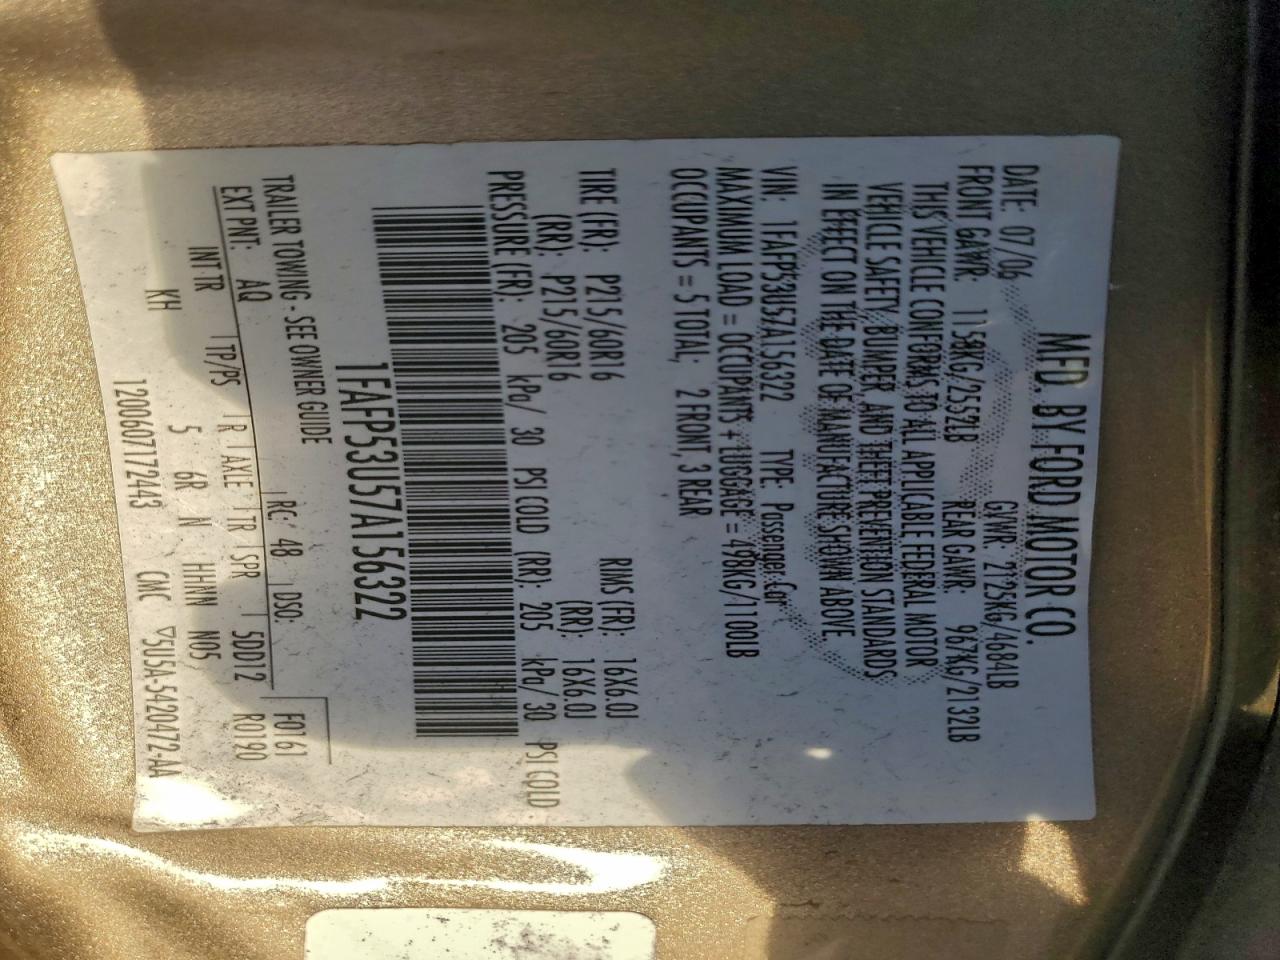 MFD. BY FORD MOTOR CO.
DATE: 07/06 GVWR: 2125KG/4684LB
FRONT GAWR: 1158KG/2552LB REAR GAWR: 967KG/2132LB
THIS VEHICLE CONFORMS TO ALL APPLICABLE FEDERAL MOTOR
VEHICLE SAFETY, BUMPER, AND THEFT PREVENTION STANDARDS
IN EFFECT ON THE DATE OF MANUFACTURE SHOWN ABOVE.
VIN: 1FAFP53U57A156322 TYPE: Passenger Car
MAXIMUM LOAD = OCCUPANTS + LUGGAGE = 498KG/1100LB
OCCUPANTS = 5 TOTAL; 2 FRONT, 3 REAR
TIRE (FR): P215/60R16 RIMS (FR): 16X6.0J
(RR): P215/60R16 (RR): 16X6.0J
PRESSURE (FR): 205 kPa/ 30 PSI COLD (RR): 205 kPa/ 30 PSI COLD
1FAFP53U57A156322
TRAILER TOWING - SEE OWNER GUIDE F0161
EXT PNT: AQ RC: 48 DSO: 5DD12 R0190
INT TR TP/PS R AXLE TR SPR
KH 5 6R N HHNN N05
1200607172443 CNC ▽5U5A-5420472-AA